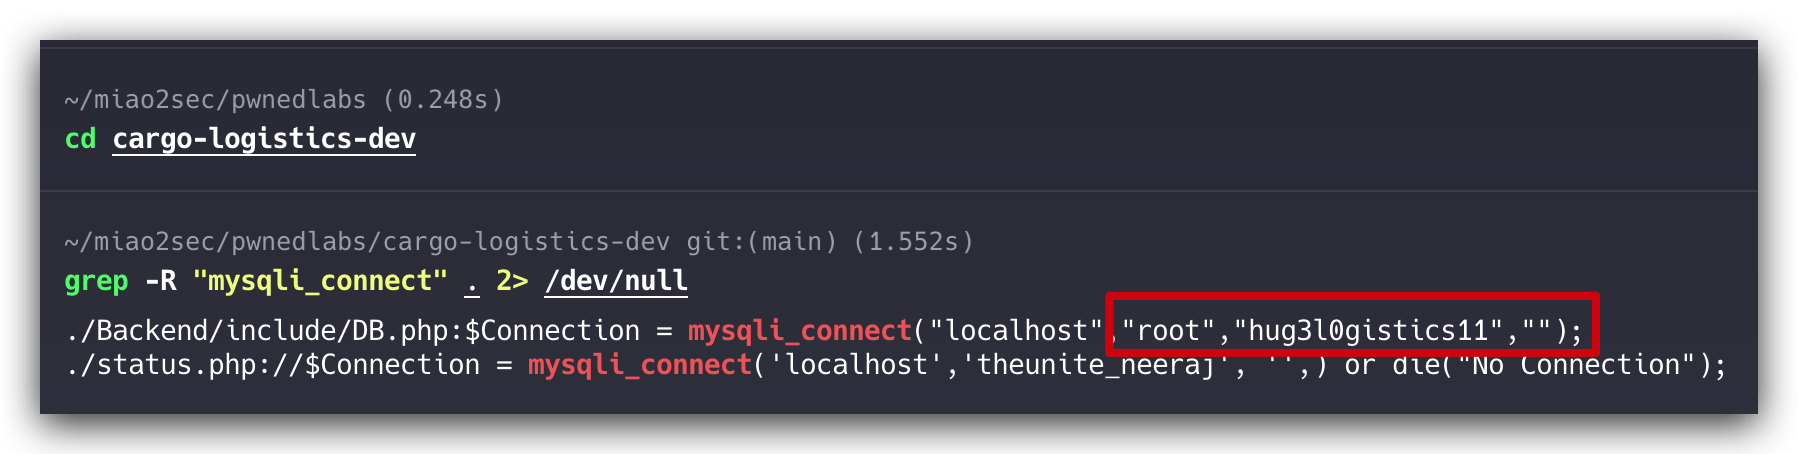 ~/miao2sec/pwnedlabs (0.248s)
cd cargo-logistics-dev
~/miao2sec/pwnedlabs/cargo-logistics-dev git:(main) (1.552s)
grep -R "mysqli_connect" . 2> /dev/null
./Backend/include/DB.php:$Connection = mysqli_connect("localhost","root","hug3l0gistics11","");
./status.php://$Connection = mysqli_connect('localhost','theunite_neeraj', '',) or die("No Connection");